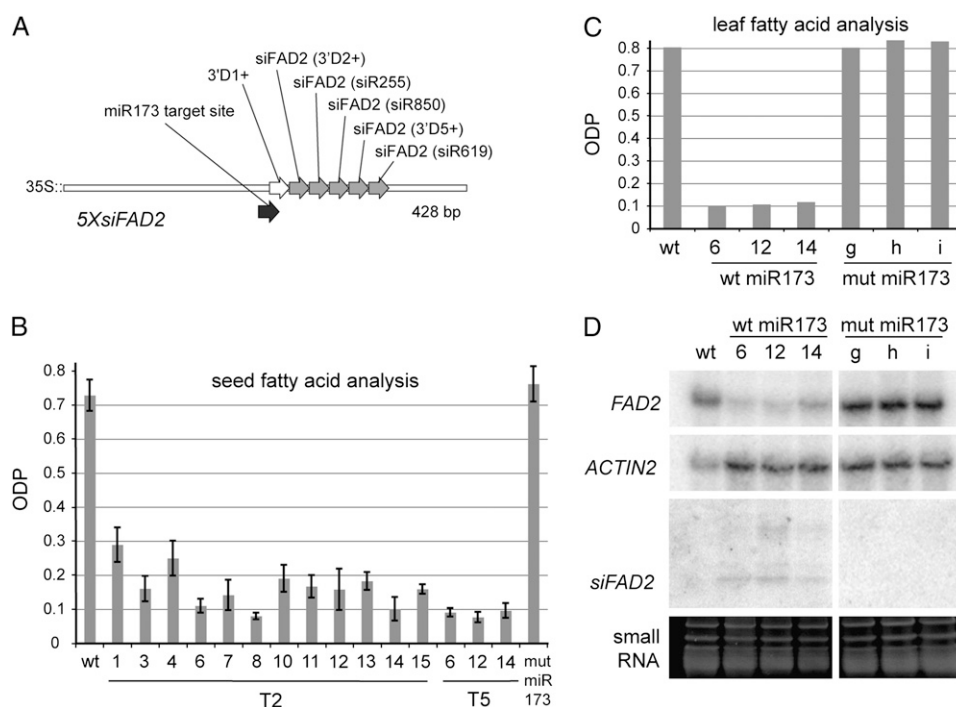 A
siFAD2 (3'D2+)
3'D1+
siFAD2 (siR255)
miR173 target site
siFAD2 (siR850)
siFAD2 (3'D5+)
siFAD2 (siR619)
35S::
5XsiFAD2
428 bp
B
seed fatty acid analysis
ODP
0.8
0.7
0.6
0.5
0.4
0.3
0.2
0.1
0
wt 1 3 4 6 7 8 10 11 12 13 14 15 6 12 14 mut
miR
173
T2 T5
C
leaf fatty acid analysis
ODP
0.8
0.7
0.6
0.5
0.4
0.3
0.2
0.1
0
wt 6 12 14 g h i
wt miR173 mut miR173
D
wt miR173 mut miR173
wt 6 12 14 g h i
FAD2
ACTIN2
siFAD2
small
RNA